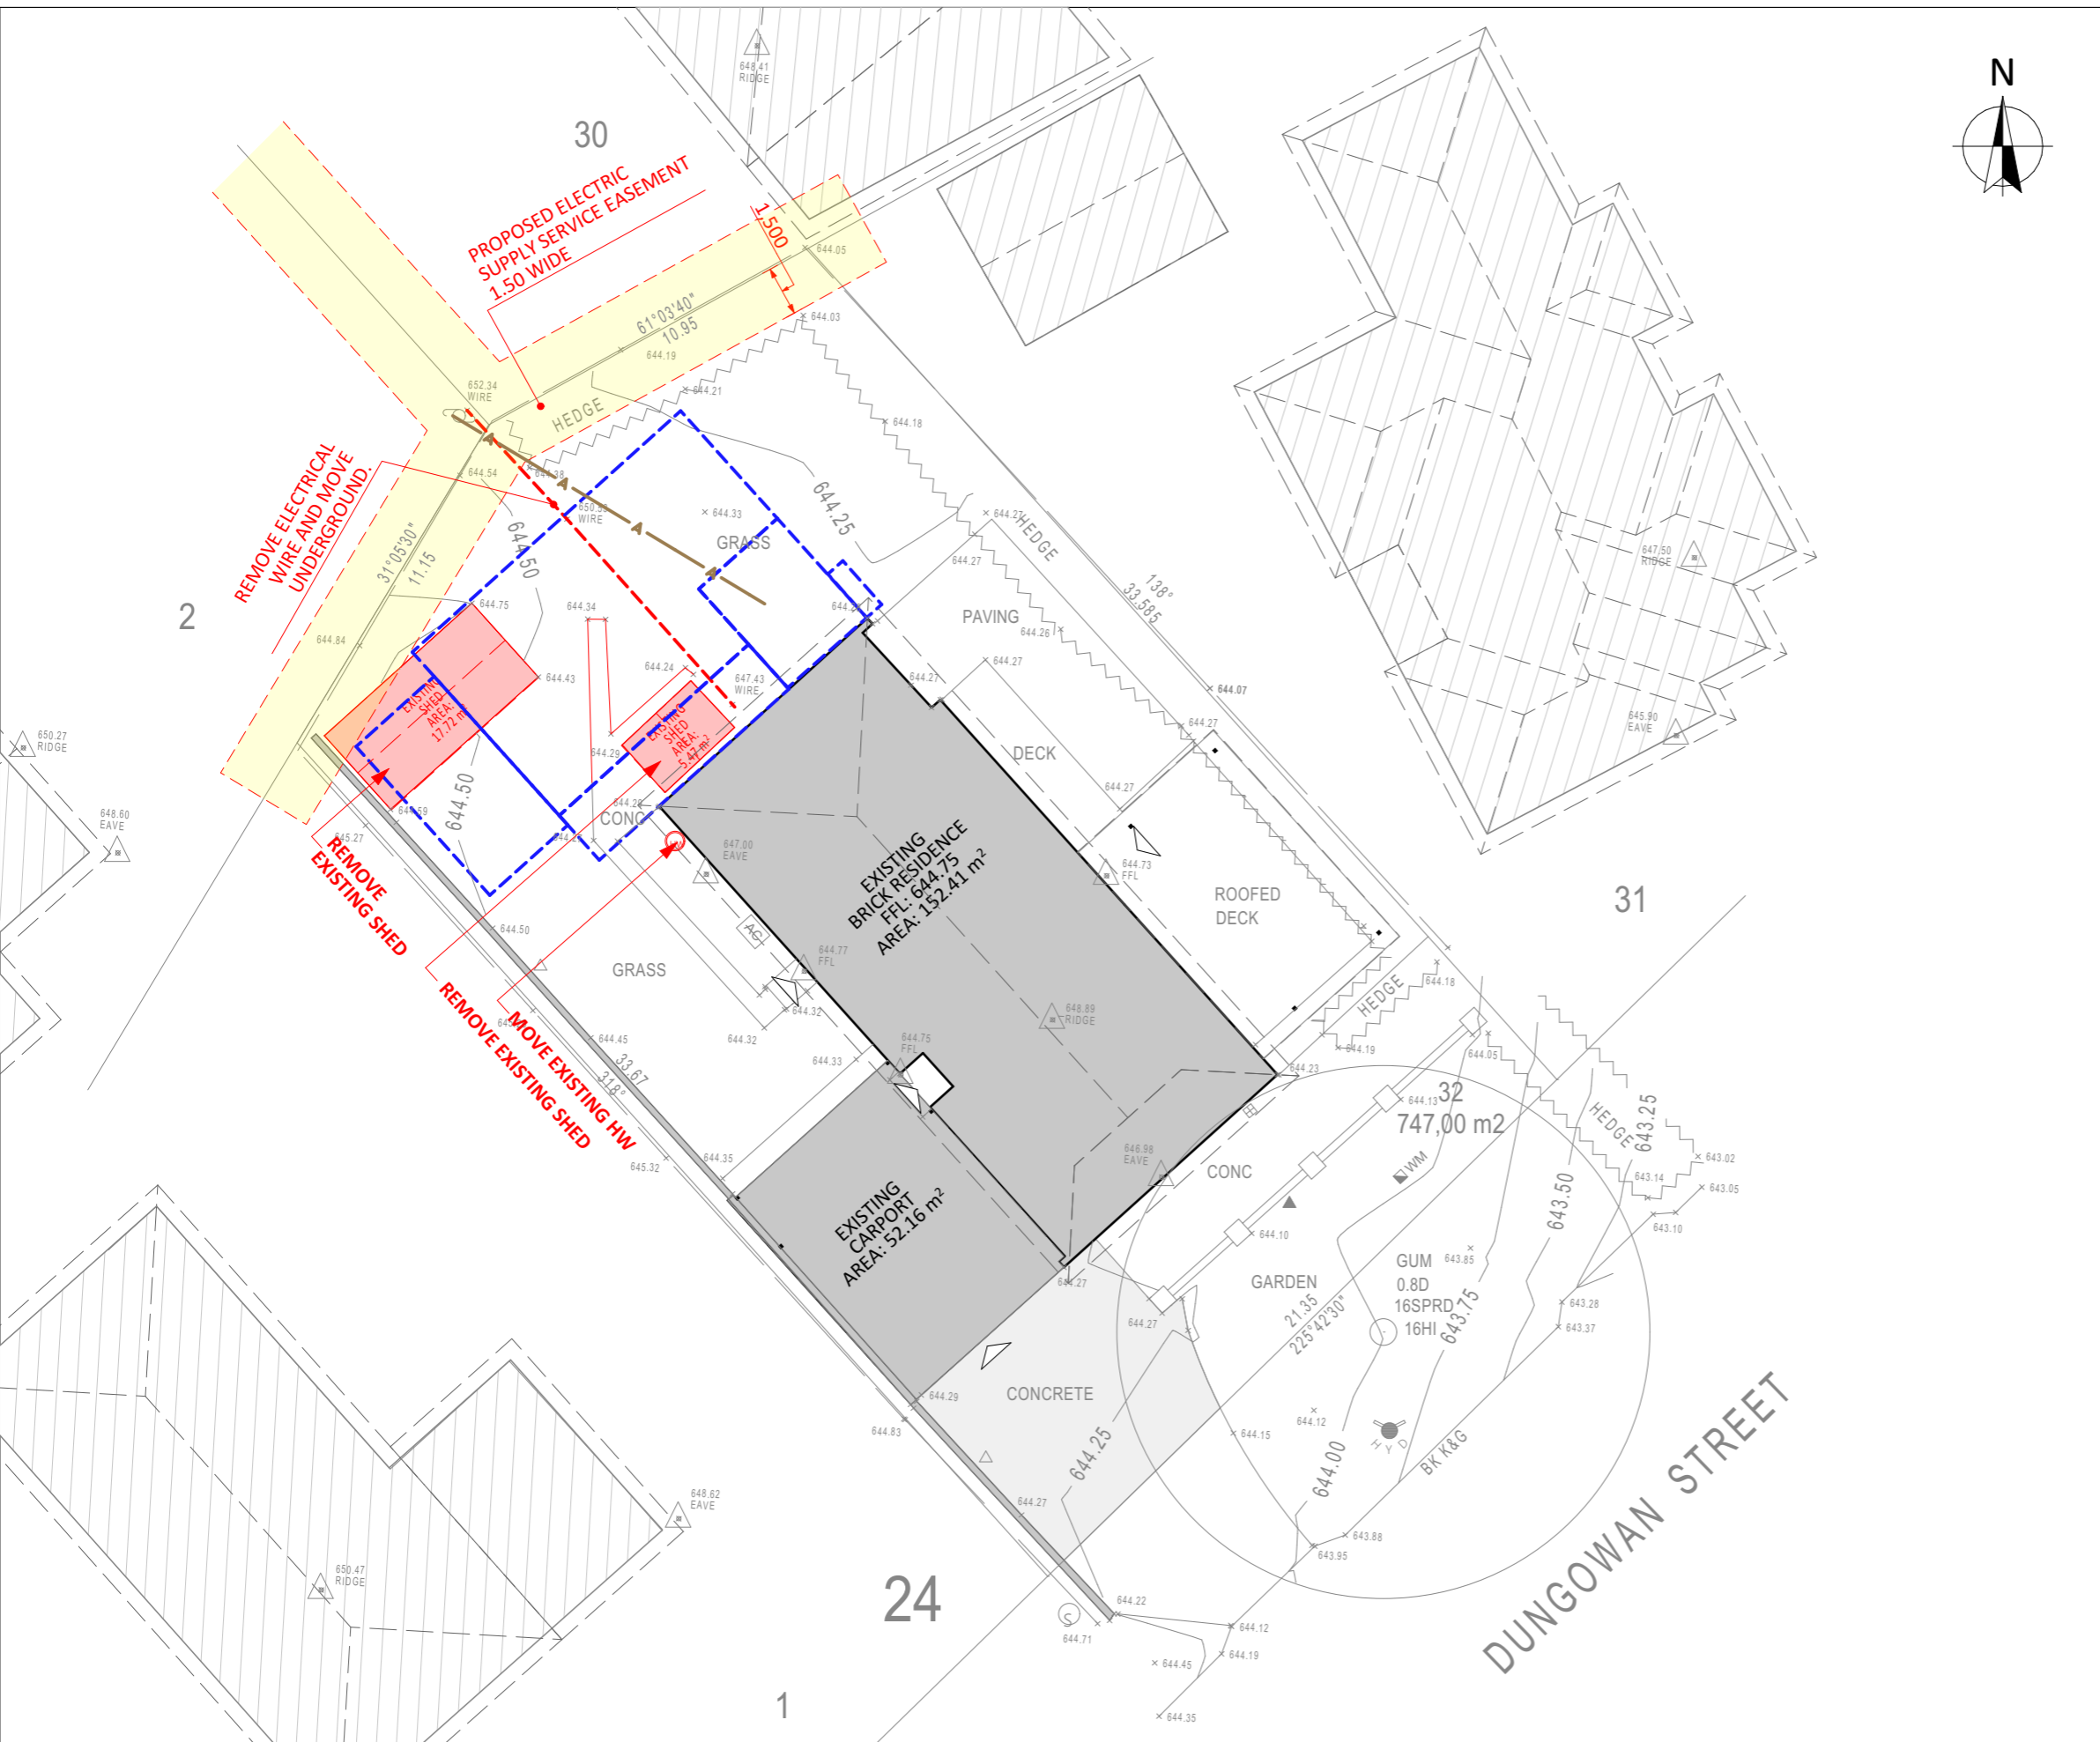 N
648.41
RIDGE
30
PROPOSED ELECTRIC
SUPPLY SERVICE EASEMENT
1.50 WIDE
1,500
644.05
61°03'40"
10.95
644.03
644.19
644.21
652.34
WIRE
HEDGE
644.18
REMOVE ELECTRICAL
WIRE AND MOVE
UNDERGROUND.
644.54
644.38
A
A
A
A
644.25
644.33
GRASS
644.27
HEDGE
644.27
644.50
31°05'30"
11.15
2
644.75
644.34
644.84
138°
33.585
PAVING
644.26
644.27
644.27
644.24
647.43
WIRE
644.43
644.07
647.50
RIDGE
645.90
EAVE
EXISTING
SHED
AREA:
17.72 m²
EXISTING
SHED
AREA:
5.47 m²
644.27
650.27
RIDGE
644.29
DECK
644.27
644.50
648.60
EAVE
645.27
644.28
CONC
647.00
EAVE
REMOVE
EXISTING SHED
EXISTING
BRICK RESIDENCE
FFL: 644.75
AREA: 152.41 m²
644.73
FFL
ROOFED
DECK
31
644.50
AC
644.77
FFL
GRASS
644.18
HEDGE
648.89
RIDGE
644.32
644.32
644.45
644.33
644.75
FFL
33.67
318°
REMOVE EXISTING SHED
MOVE EXISTING HW
644.19
644.05
644.23
644.13
32
747,00 m2
HEDGE
643.25
645.32
644.35
646.98
EAVE
CONC
WM
643.02
643.14
643.05
643.10
643.50
EXISTING
CARPORT
AREA: 52.16 m²
644.10
GUM
0.8D
16SPRD
16HI
643.85
GARDEN
644.27
644.27
21.35
225°42'30"
643.75
643.28
643.37
CONCRETE
644.29
644.83
644.25
644.15
644.12
HYD
644.00
BK K&G
644.27
643.88
643.95
DUNGOWAN STREET
648.62
EAVE
650.47
RIDGE
24
644.22
S
644.71
644.12
644.19
644.45
644.35
1